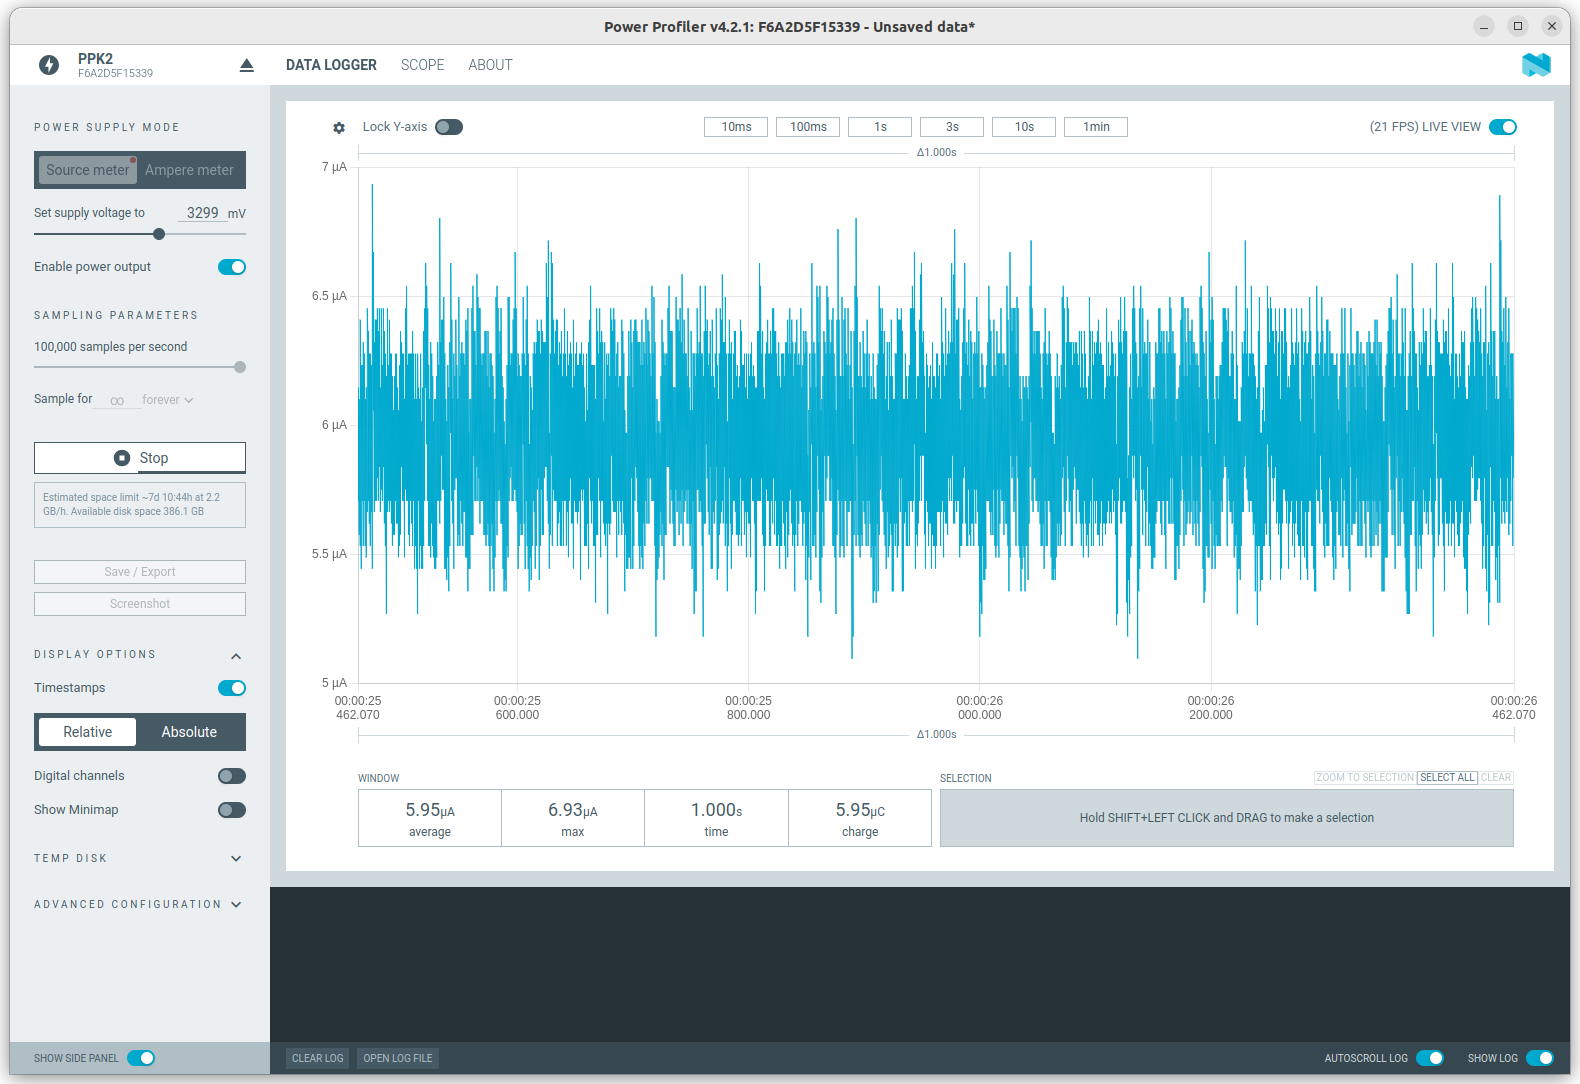 Power Profiler v4.2.1: F6A2D5F15339 - Unsaved data*
PPK2
F6A2D5F15339
DATA LOGGER SCOPE ABOUT
POWER SUPPLY MODE
Source meter Ampere meter
Set supply voltage to 3299 mV
Enable power output
SAMPLING PARAMETERS
100,000 samples per second
Sample for ∞ forever
Stop
Estimated space limit ~7d 10:44h at 2.2
GB/h. Available disk space 386.1 GB
Save / Export
Screenshot
DISPLAY OPTIONS
Timestamps
Relative Absolute
Digital channels
Show Minimap
TEMP DISK
ADVANCED CONFIGURATION
SHOW SIDE PANEL
Lock Y-axis
10ms 100ms 1s 3s 10s 1min
(21 FPS) LIVE VIEW
Δ1.000s
7 µA
6.5 µA
6 µA
5.5 µA
5 µA
00:00:25 00:00:25 00:00:25 00:00:26 00:00:26 00:00:26
462.070 600.000 800.000 000.000 200.000 462.070
Δ1.000s
WINDOW
5.95µA 6.93µA 1.000s 5.95µC
average max time charge
SELECTION
ZOOM TO SELECTION SELECT ALL CLEAR
Hold SHIFT+LEFT CLICK and DRAG to make a selection
CLEAR LOG OPEN LOG FILE
AUTOSCROLL LOG SHOW LOG